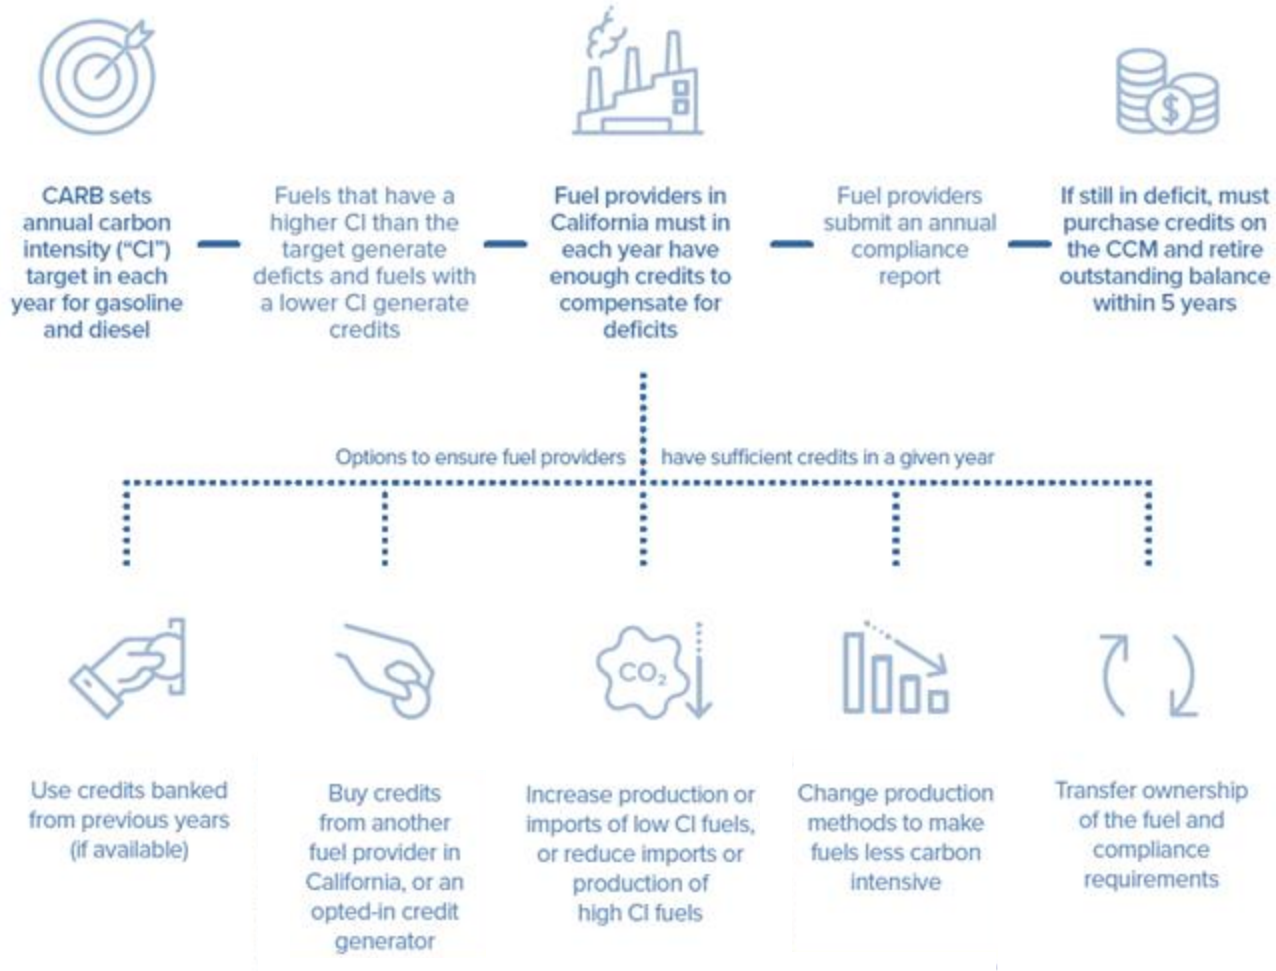 CARB sets
annual carbon
intensity (“CI”)
target in each
year for gasoline
and diesel
Fuels that have a
higher CI than the
target generate
deficts and fuels with
a lower CI generate
credits
Fuel providers in
California must in
each year have
enough credits to
compensate for
deficits
Fuel providers
submit an annual
compliance
report
$
If still in deficit, must
purchase credits on
the CCM and retire
outstanding balance
within 5 years
Options to ensure fuel providers have sufficient credits in a given year
Use credits banked
from previous years
(if available)
Buy credits
from another
fuel provider in
California, or an
opted-in credit
generator
CO₂
Increase production or
imports of low CI fuels,
or reduce imports or
production of
high CI fuels
Change production
methods to make
fuels less carbon
intensive
Transfer ownership
of the fuel and
compliance
requirements